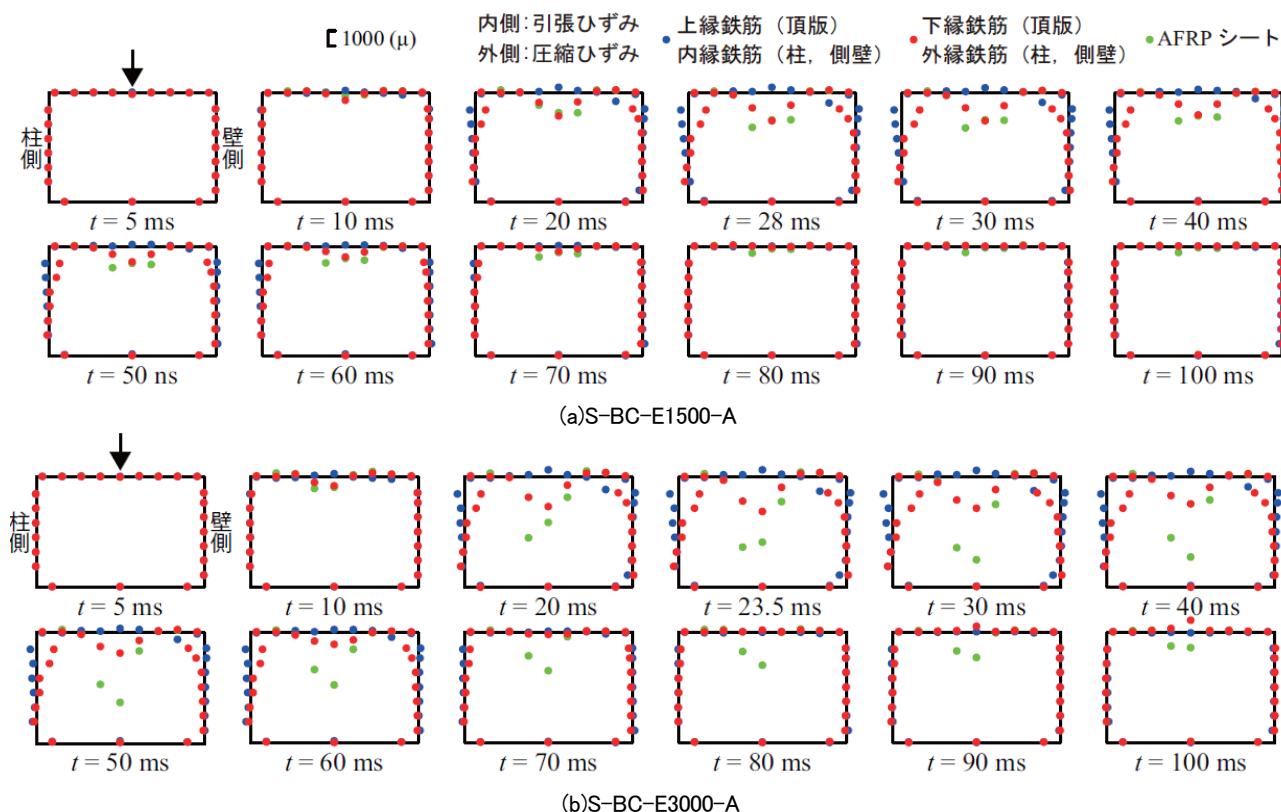 [ 1000 (μ)
内側：引張ひずみ
外側：圧縮ひずみ
上縁鉄筋（頂版）
内縁鉄筋（柱，側壁）
下縁鉄筋（頂版）
外縁鉄筋（柱，側壁）
AFRP シート
柱側
壁側
t = 5 ms
t = 10 ms
t = 20 ms
t = 28 ms
t = 30 ms
t = 40 ms
t = 50 ns
t = 60 ms
t = 70 ms
t = 80 ms
t = 90 ms
t = 100 ms
(a)S-BC-E1500-A
柱側
壁側
t = 5 ms
t = 10 ms
t = 20 ms
t = 23.5 ms
t = 30 ms
t = 40 ms
t = 50 ms
t = 60 ms
t = 70 ms
t = 80 ms
t = 90 ms
t = 100 ms
(b)S-BC-E3000-A